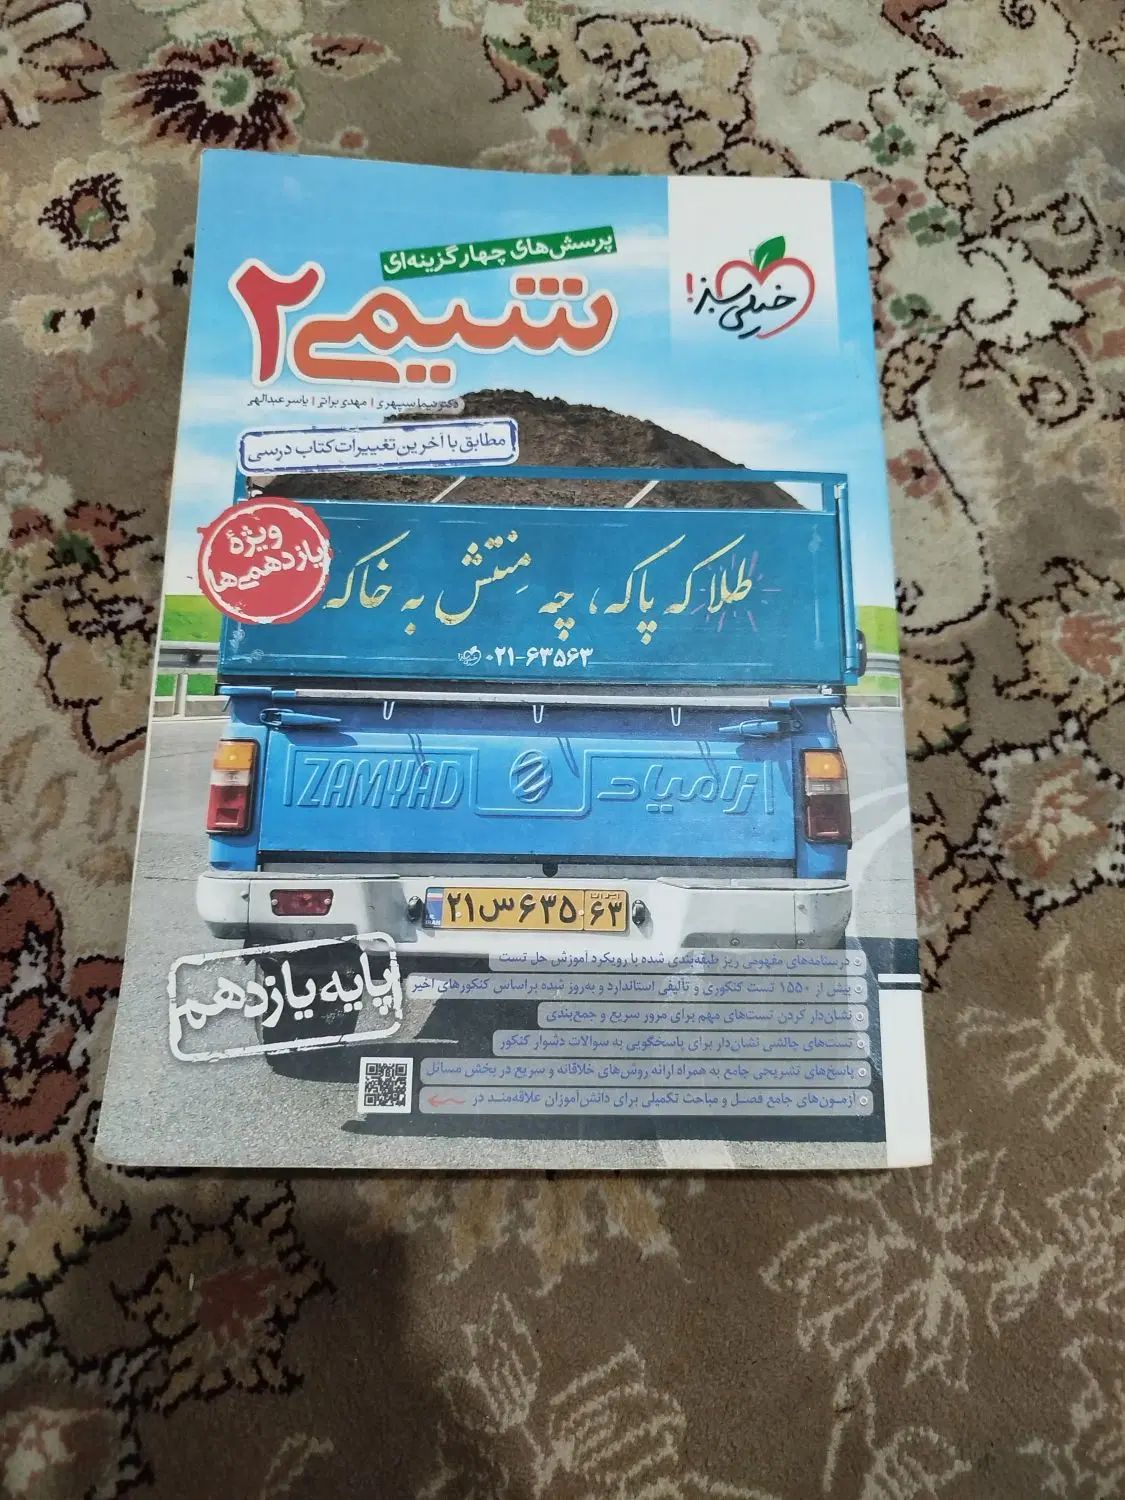 خیلی سبز!
پرسش‌های چهارگزینه‌ای
شیمی ۲
دکتر نیما سپهری | مهدی براتی | یاسر عبدالهی
مطابق با آخرین تغییرات کتاب درسی
ویژهٔ
یازدهمی‌ها
طلا که پاکه، چه منتش به خاکه
۰۲۱-۶۳۵۶۳
ZAMYAD زامیاد
ایران
۲۱ س ۶۳۵ ۶۳
I.R. IRAN
پایه یازدهم
درسنامه‌های مفهومی ریز طبقه‌بندی شده با رویکرد آموزش حل تست
بیش از ۱۵۵۰ تست کنکوری و تألیفی استاندارد و به‌روز شده براساس کنکورهای اخیر
نشان‌دار کردن تست‌های مهم برای مرور سریع و جمع‌بندی
تست‌های چالشی نشان‌دار برای پاسخگویی به سوالات دشوار کنکور
پاسخ‌های تشریحی جامع به همراه ارائه روش‌های خلاقانه و سریع در بخش مسائل
آزمون‌های جامع فصل و مباحث تکمیلی برای دانش‌آموزان علاقه‌مند در